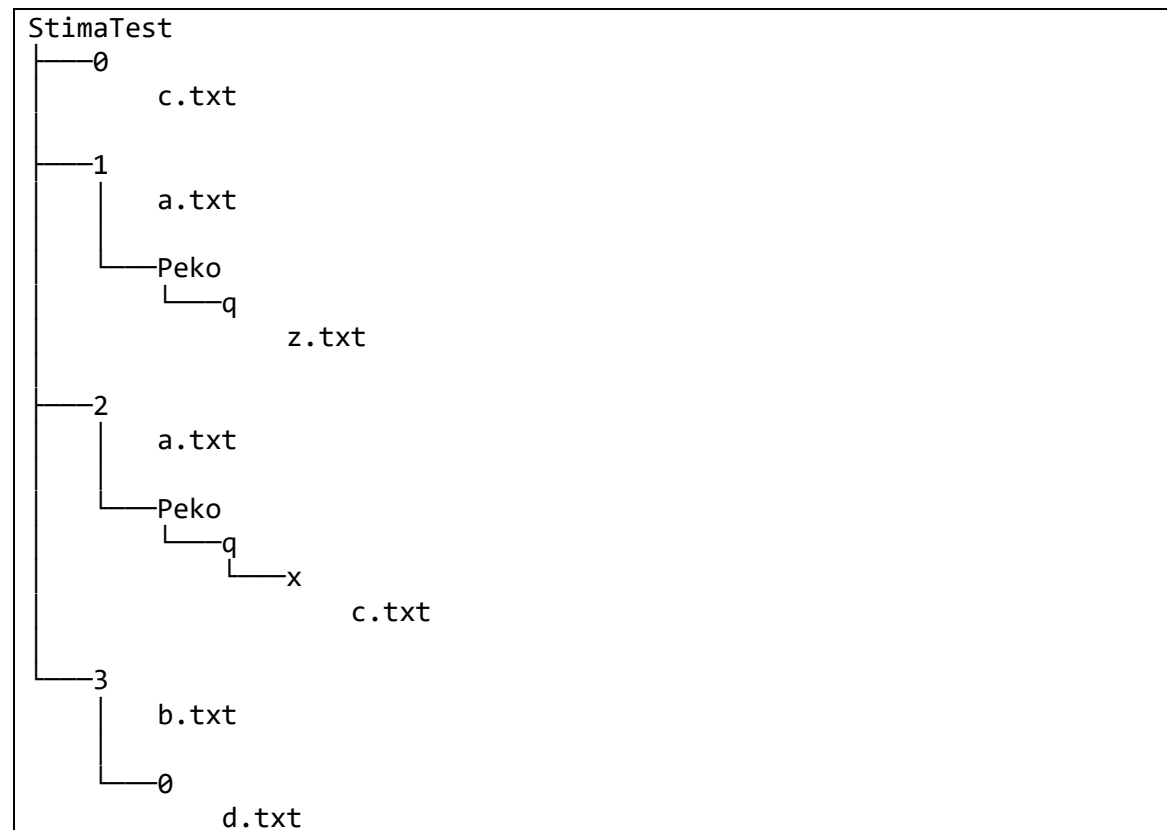 StimaTest
0
c.txt
1
a.txt
Peko
q
z.txt
2
a.txt
Peko
q
x
c.txt
3
b.txt
0
d.txt